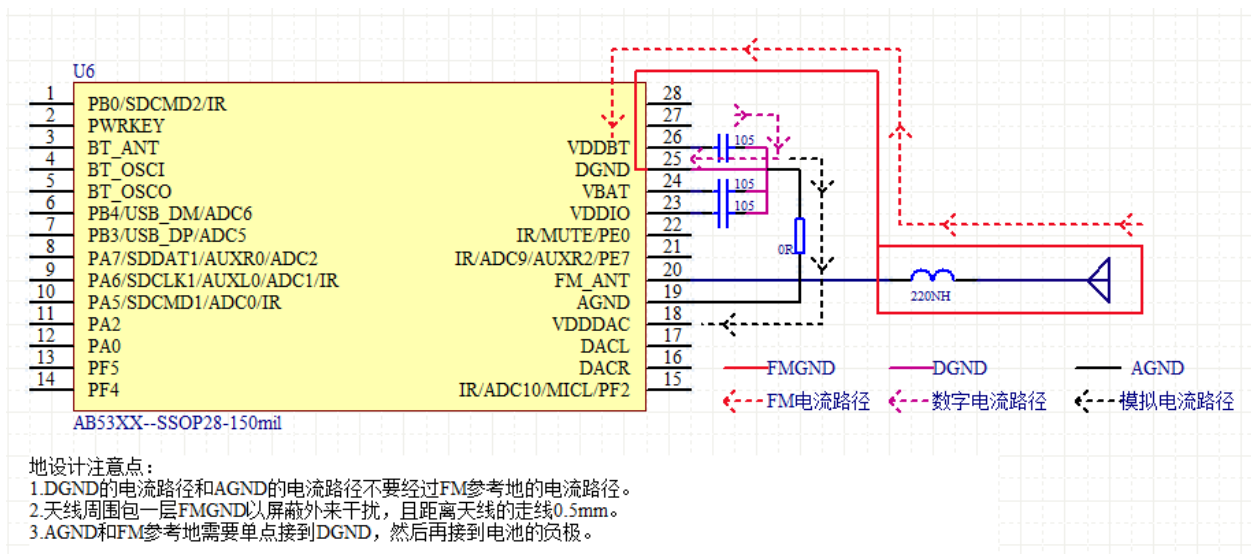 U6
1 PB0/SDCMD2/IR
2 PWRKEY
3 BT_ANT
4 BT_OSCI
5 BT_OSCO
6 PB4/USB_DM/ADC6
7 PB3/USB_DP/ADC5
8 PA7/SDDAT1/AUXR0/ADC2
9 PA6/SDCLK1/AUXL0/ADC1/IR
10 PA5/SDCMD1/ADC0/IR
11 PA2
12 PA0
13 PF5
14 PF4
28
27
VDDBT 26 105
DGND 25
VBAT 24 105
VDDIO 23 105
IR/MUTE/PE0 22
IR/ADC9/AUXR2/PE7 21 0R
FM_ANT 20 220NH
AGND 19
VDDDAC 18
DACL 17
DACR 16
IR/ADC10/MICL/PF2 15
FMGND DGND AGND
FM电流路径 数字电流路径 模拟电流路径
AB53XX--SSOP28-150mil
地设计注意点：
1.DGND的电流路径和AGND的电流路径不要经过FM参考地的电流路径。
2.天线周围包一层FMGND以屏蔽外来干扰，且距离天线的走线0.5mm。
3.AGND和FM参考地需要单点接到DGND，然后再接到电池的负极。